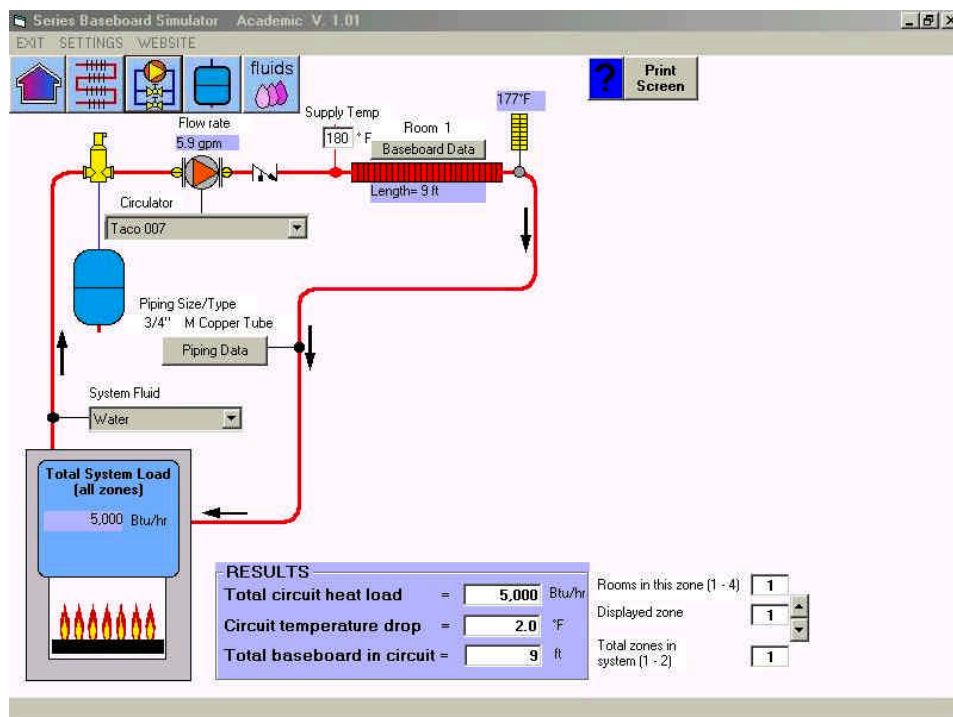 Series Baseboard Simulator Academic V. 1.01
EXIT SETTINGS WEBSITE
fluids
?
Print
Screen
177°F
Flow rate
5.9 gpm
Supply Temp
180 ° F
Room 1
Baseboard Data
Length= 9 ft
Circulator
Taco 007
Piping Size/Type
3/4" M Copper Tube
Piping Data
System Fluid
Water
Total System Load
(all zones)
5,000 Btu/hr
RESULTS
Total circuit heat load = 5,000 Btu/hr
Circuit temperature drop = 2.0 °F
Total baseboard in circuit = 9 ft
Rooms in this zone (1 - 4) 1
Displayed zone 1
Total zones in
system (1 - 2) 1